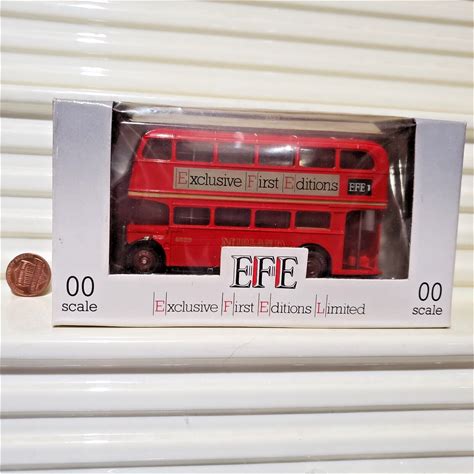 Exclusive First Editions
EFE
EFE
Exclusive First Editions Limited
00
scale
00
scale